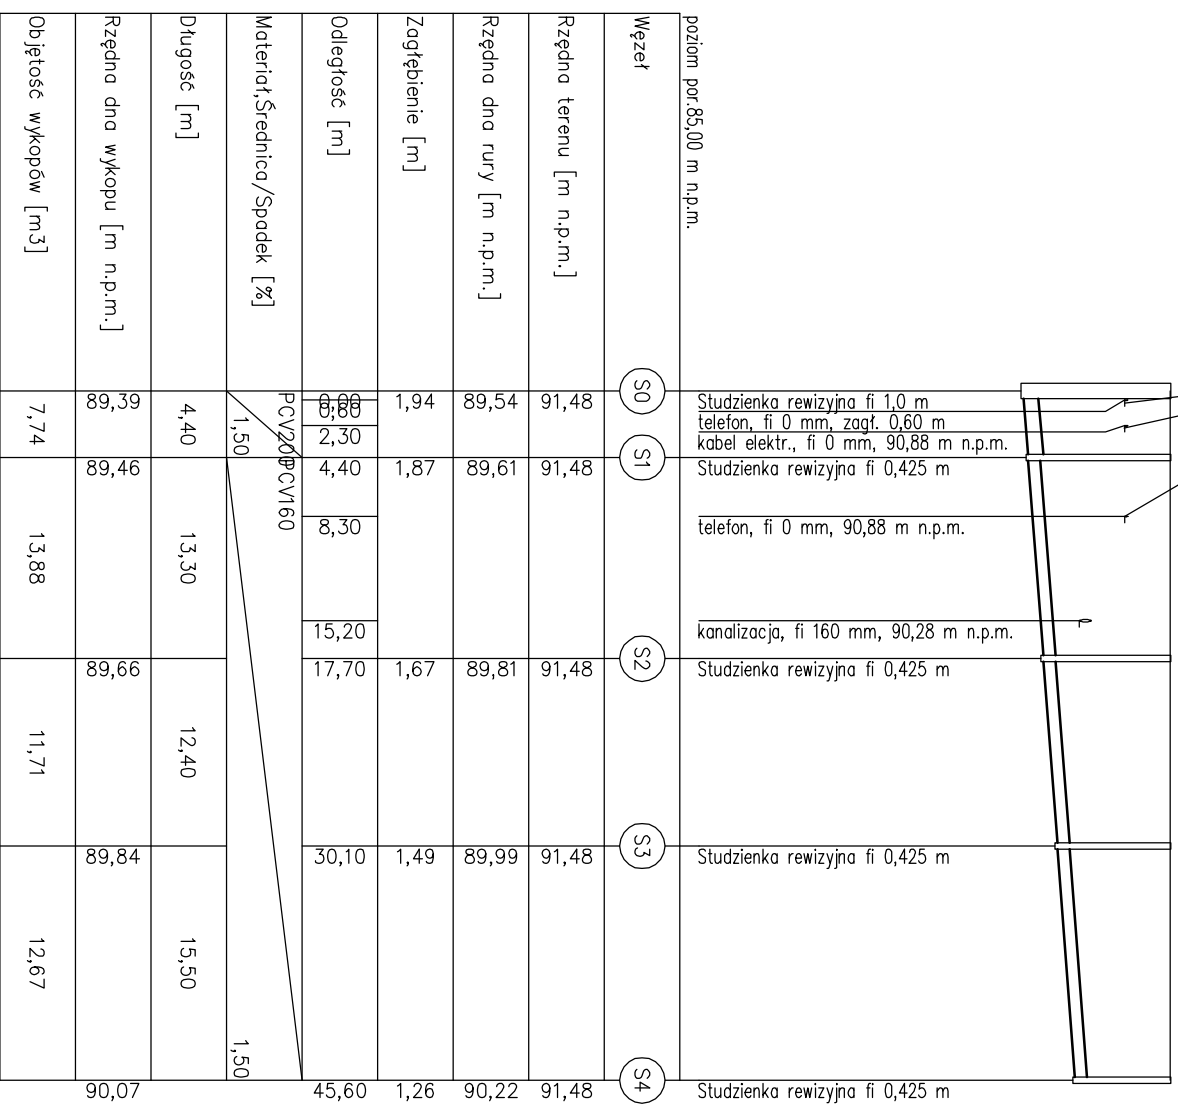 poziom por.85,00 m n.p.m.
Studzienka rewizyjna fi 1,0 m
telefon, fi 0 mm, zagł. 0,60 m
kabel elektr., fi 0 mm, 90,88 m n.p.m.
Studzienka rewizyjna fi 0,425 m
telefon, fi 0 mm, 90,88 m n.p.m.
kanalizacja, fi 160 mm, 90,28 m n.p.m.
Studzienka rewizyjna fi 0,425 m
Studzienka rewizyjna fi 0,425 m
Studzienka rewizyjna fi 0,425 m
Węzeł S0 S1 S2 S3 S4
Rzędna terenu [m n.p.m.] 91,48 91,48 91,48 91,48 91,48
Rzędna dna rury [m n.p.m.] 89,54 89,61 89,81 89,99 90,22
Zagłębienie [m] 1,94 1,87 1,67 1,49 1,26
Odległość [m] 0,00 0,60 2,30 4,40 8,30 15,20 17,70 30,10 45,60
Materiał,Średnica/Spadek [%] PCV200 1,50 PCV160 1,50
Długość [m] 4,40 13,30 12,40 15,50
Rzędna dna wykopu [m n.p.m.] 89,39 89,46 89,66 89,84 90,07
Objętość wykopów [m3] 7,74 13,88 11,71 12,67